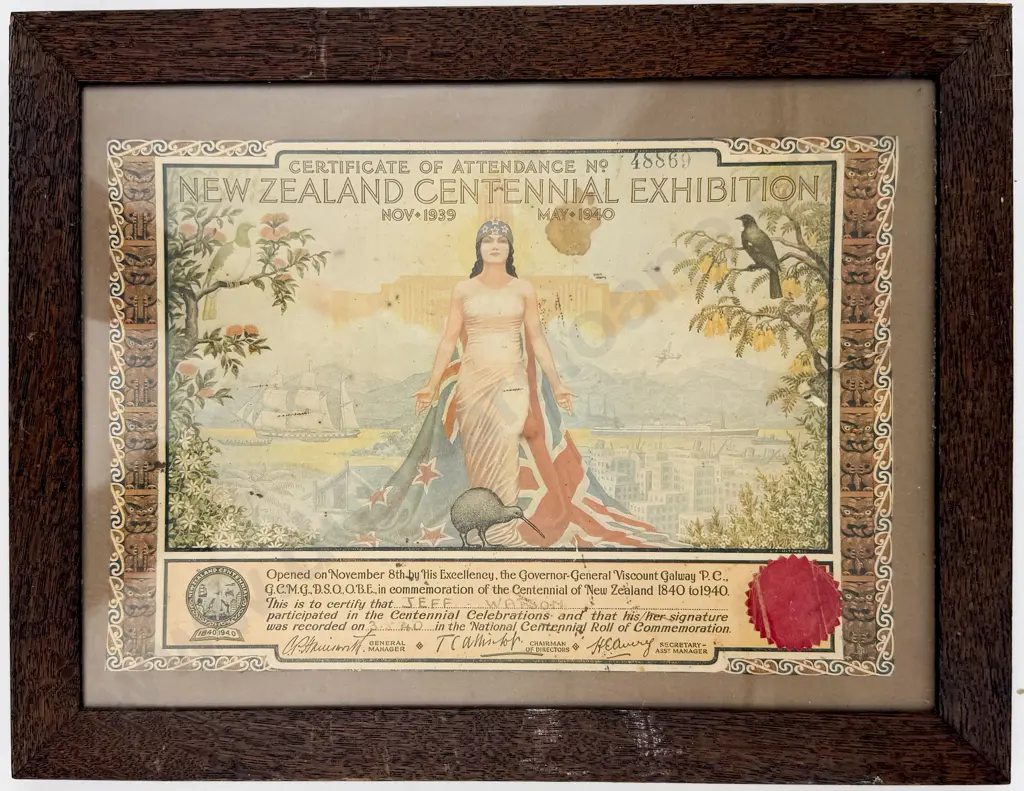 CERTIFICATE OF ATTENDANCE No 48869
NEW ZEALAND CENTENNIAL EXHIBITION
NOV • 1939 MAY • 1940
Opened on November 8th by His Excellency, the Governor-General Viscount Galway P.C.,
G.C.M.G., D.S.O., O.B.E., in commemoration of the Centennial of New Zealand 1840 to 1940.
This is to certify that JEFF
participated in the Centennial Celebrations and that his/her signature
was recorded on in the National Centennial Roll of Commemoration.
GENERAL MANAGER
CHAIRMAN OF DIRECTORS
SECRETARY-ASST MANAGER
1840 1940